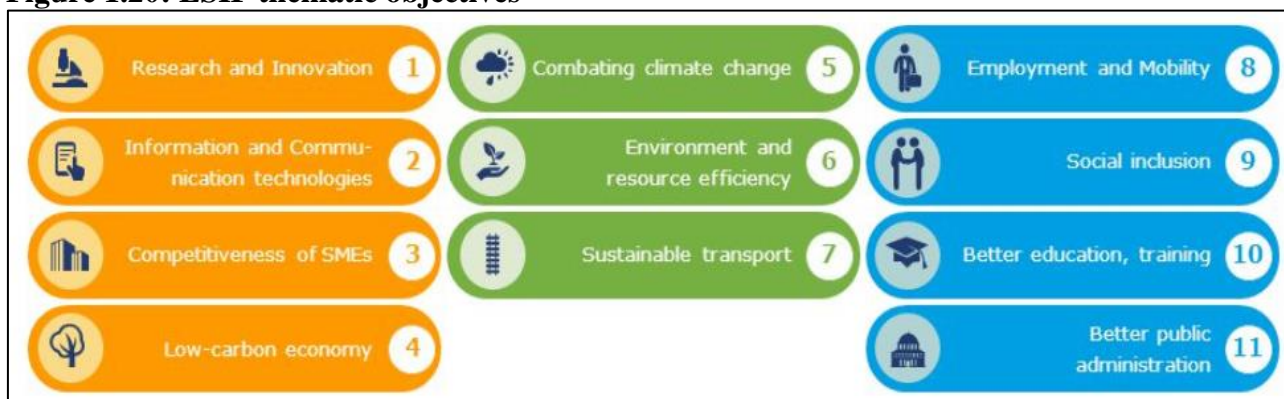 Figure 1.20: ESIF thematic objectives
Research and Innovation 1
Information and Commu-
nication technologies 2
Competitiveness of SMEs 3
Low-carbon economy 4
Combating climate change 5
Environment and
resource efficiency 6
Sustainable transport 7
Employment and Mobility 8
Social inclusion 9
Better education, training 10
Better public
administration 11